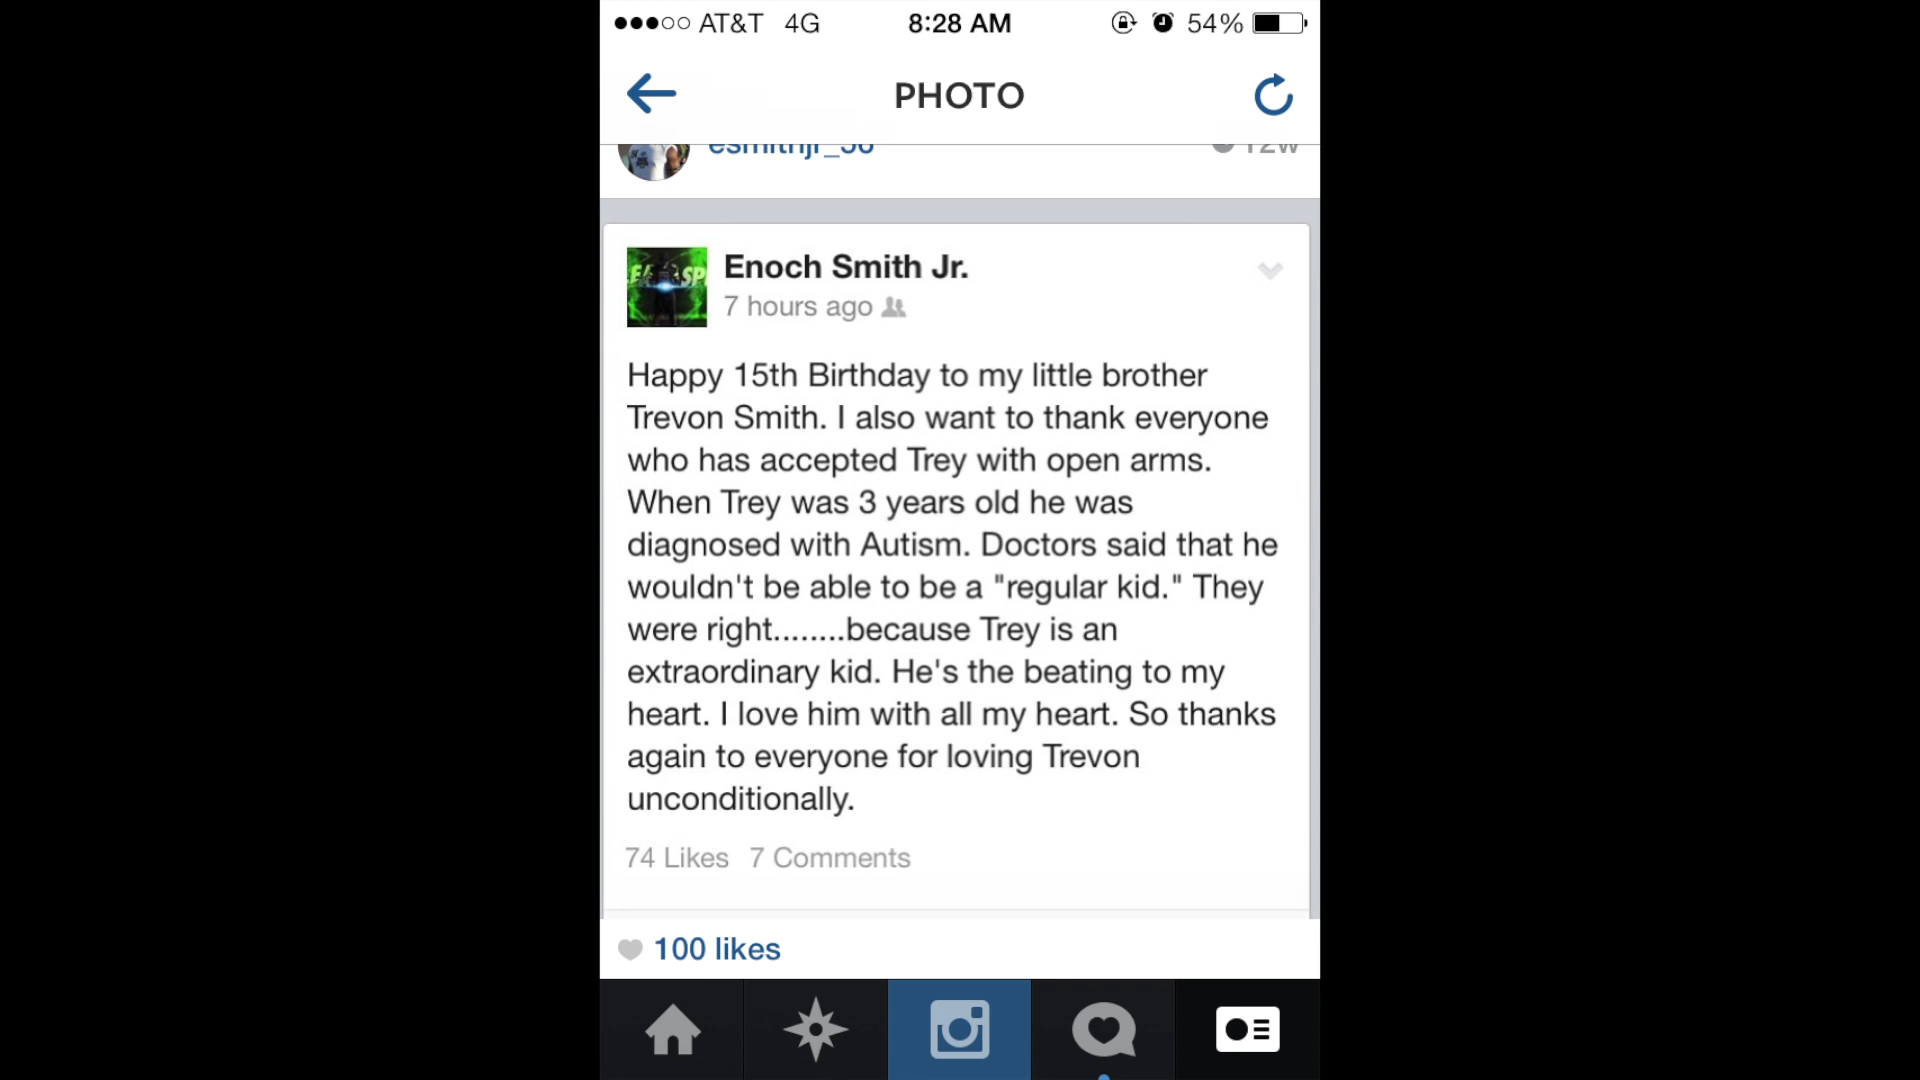 AT&T 4G 8:28 AM 54%
PHOTO
Enoch Smith Jr.
7 hours ago
Happy 15th Birthday to my little brother
Trevon Smith. I also want to thank everyone
who has accepted Trey with open arms.
When Trey was 3 years old he was
diagnosed with Autism. Doctors said that he
wouldn't be able to be a "regular kid." They
were right........because Trey is an
extraordinary kid. He's the beating to my
heart. I love him with all my heart. So thanks
again to everyone for loving Trevon
unconditionally.
74 Likes 7 Comments
100 likes